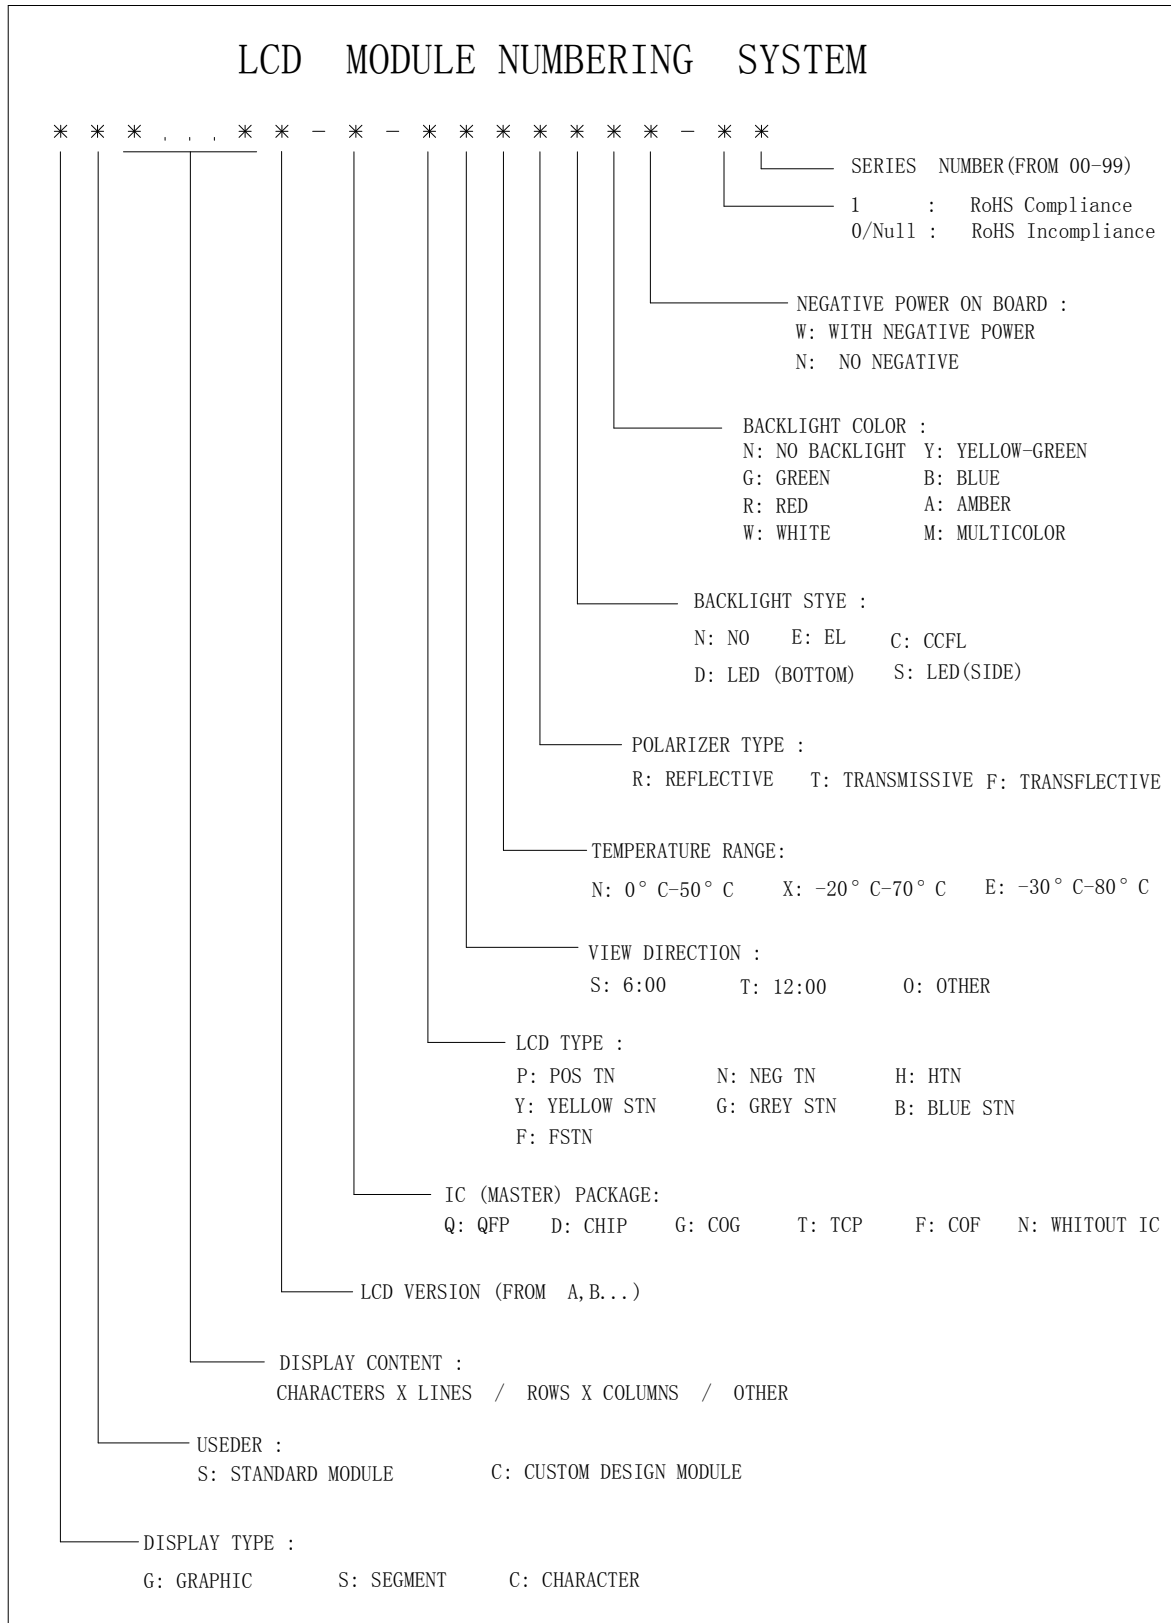 LCD MODULE NUMBERING SYSTEM
* * * . . . * * - * - * * * * * * * - * *
SERIES NUMBER(FROM 00-99)
1 : RoHS Compliance
0/Null : RoHS Incompliance
NEGATIVE POWER ON BOARD :
W: WITH NEGATIVE POWER
N: NO NEGATIVE
BACKLIGHT COLOR :
N: NO BACKLIGHT Y: YELLOW-GREEN
G: GREEN B: BLUE
R: RED A: AMBER
W: WHITE M: MULTICOLOR
BACKLIGHT STYE :
N: NO E: EL C: CCFL
D: LED (BOTTOM) S: LED(SIDE)
POLARIZER TYPE :
R: REFLECTIVE T: TRANSMISSIVE F: TRANSFLECTIVE
TEMPERATURE RANGE:
N: 0° C-50° C X: -20° C-70° C E: -30° C-80° C
VIEW DIRECTION :
S: 6:00 T: 12:00 O: OTHER
LCD TYPE :
P: POS TN N: NEG TN H: HTN
Y: YELLOW STN G: GREY STN B: BLUE STN
F: FSTN
IC (MASTER) PACKAGE:
Q: QFP D: CHIP G: COG T: TCP F: COF N: WHITOUT IC
LCD VERSION (FROM A,B...)
DISPLAY CONTENT :
CHARACTERS X LINES / ROWS X COLUMNS / OTHER
USEDER :
S: STANDARD MODULE C: CUSTOM DESIGN MODULE
DISPLAY TYPE :
G: GRAPHIC S: SEGMENT C: CHARACTER